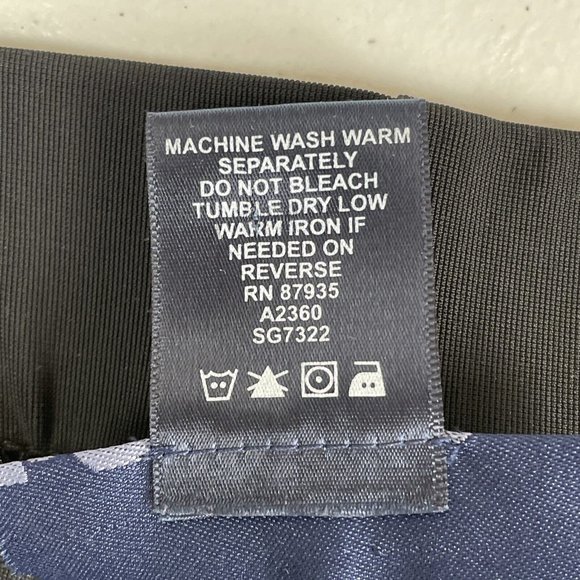 MACHINE WASH WARM
SEPARATELY
DO NOT BLEACH
TUMBLE DRY LOW
WARM IRON IF
NEEDED ON
REVERSE
RN 87935
A2360
SG7322